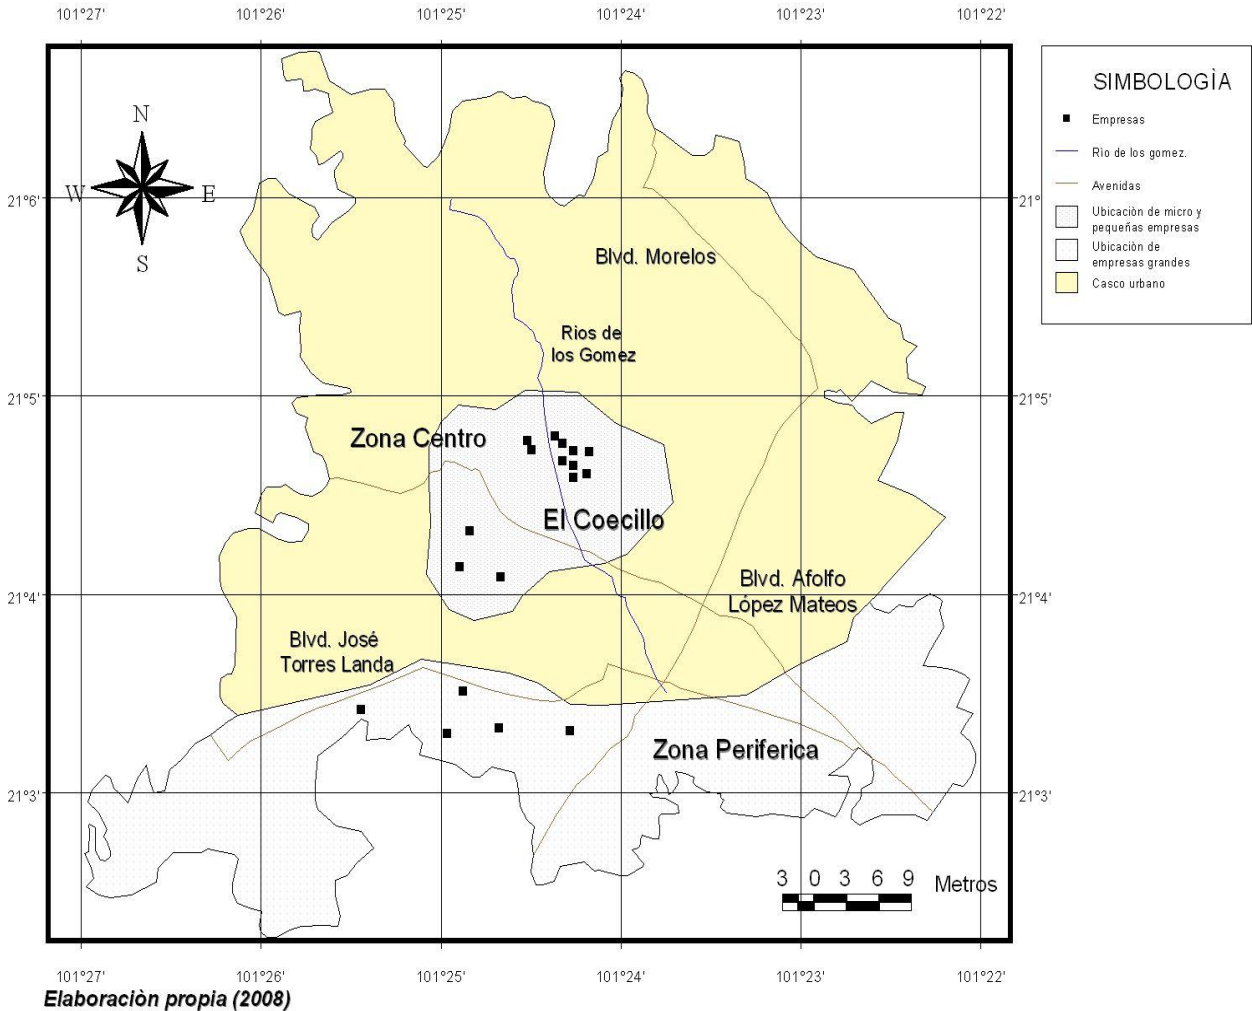 101°27' 101°26' 101°25' 101°24' 101°23' 101°22'
N
W E
S
21°6' 21°
21°5' 21°5'
21°4' 21°4'
21°3' 21°3'
Blvd. Morelos
Rios de
los Gomez
Zona Centro
El Coecillo
Blvd. Afolfo
López Mateos
Blvd. José
Torres Landa
Zona Periferica
3 0 3 6 9 Metros
101°27' 101°26' 101°25' 101°24' 101°23' 101°22'
Elaboraciòn propia (2008)
SIMBOLOGÌA
Empresas
Rìo de los gomez.
Avenidas
Ubicaciòn de micro y
pequeñas empresas
Ubicaciòn de
empresas grandes
Casco urbano